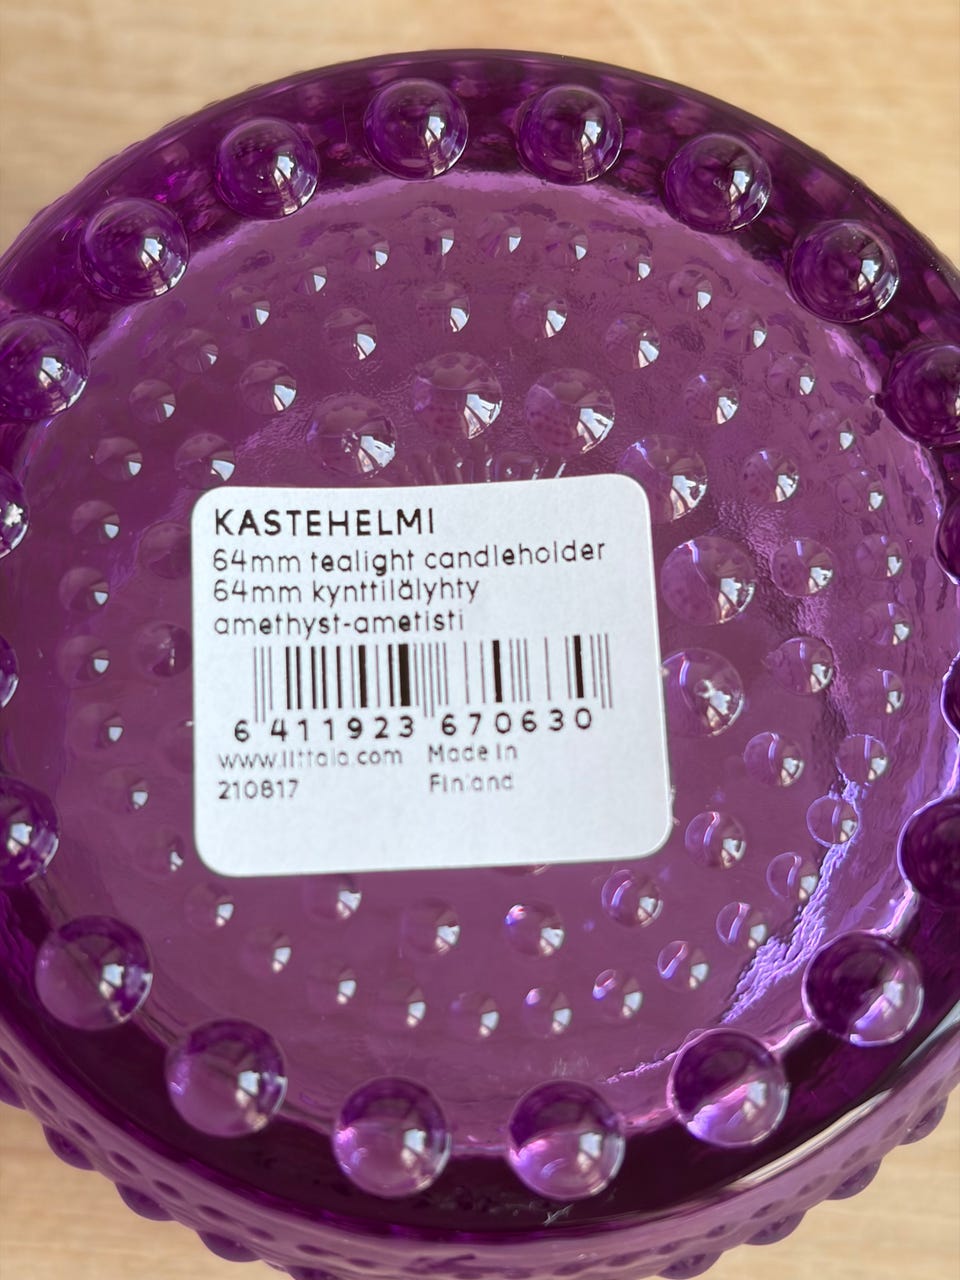 KASTEHELMI
64mm tealight candleholder
64mm kynttilälyhty
amethyst-ametisti
6 411923 670630
www.iittala.com Made in
210817 Finland